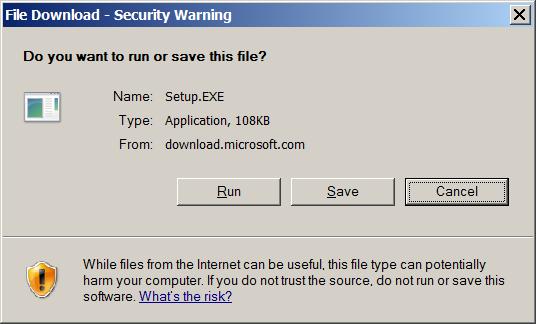 File Download - Security Warning
Do you want to run or save this file?
Name: Setup.EXE
Type: Application, 108KB
From: download.microsoft.com
Run Save Cancel
While files from the Internet can be useful, this file type can potentially
harm your computer. If you do not trust the source, do not run or save this
software. What's the risk?